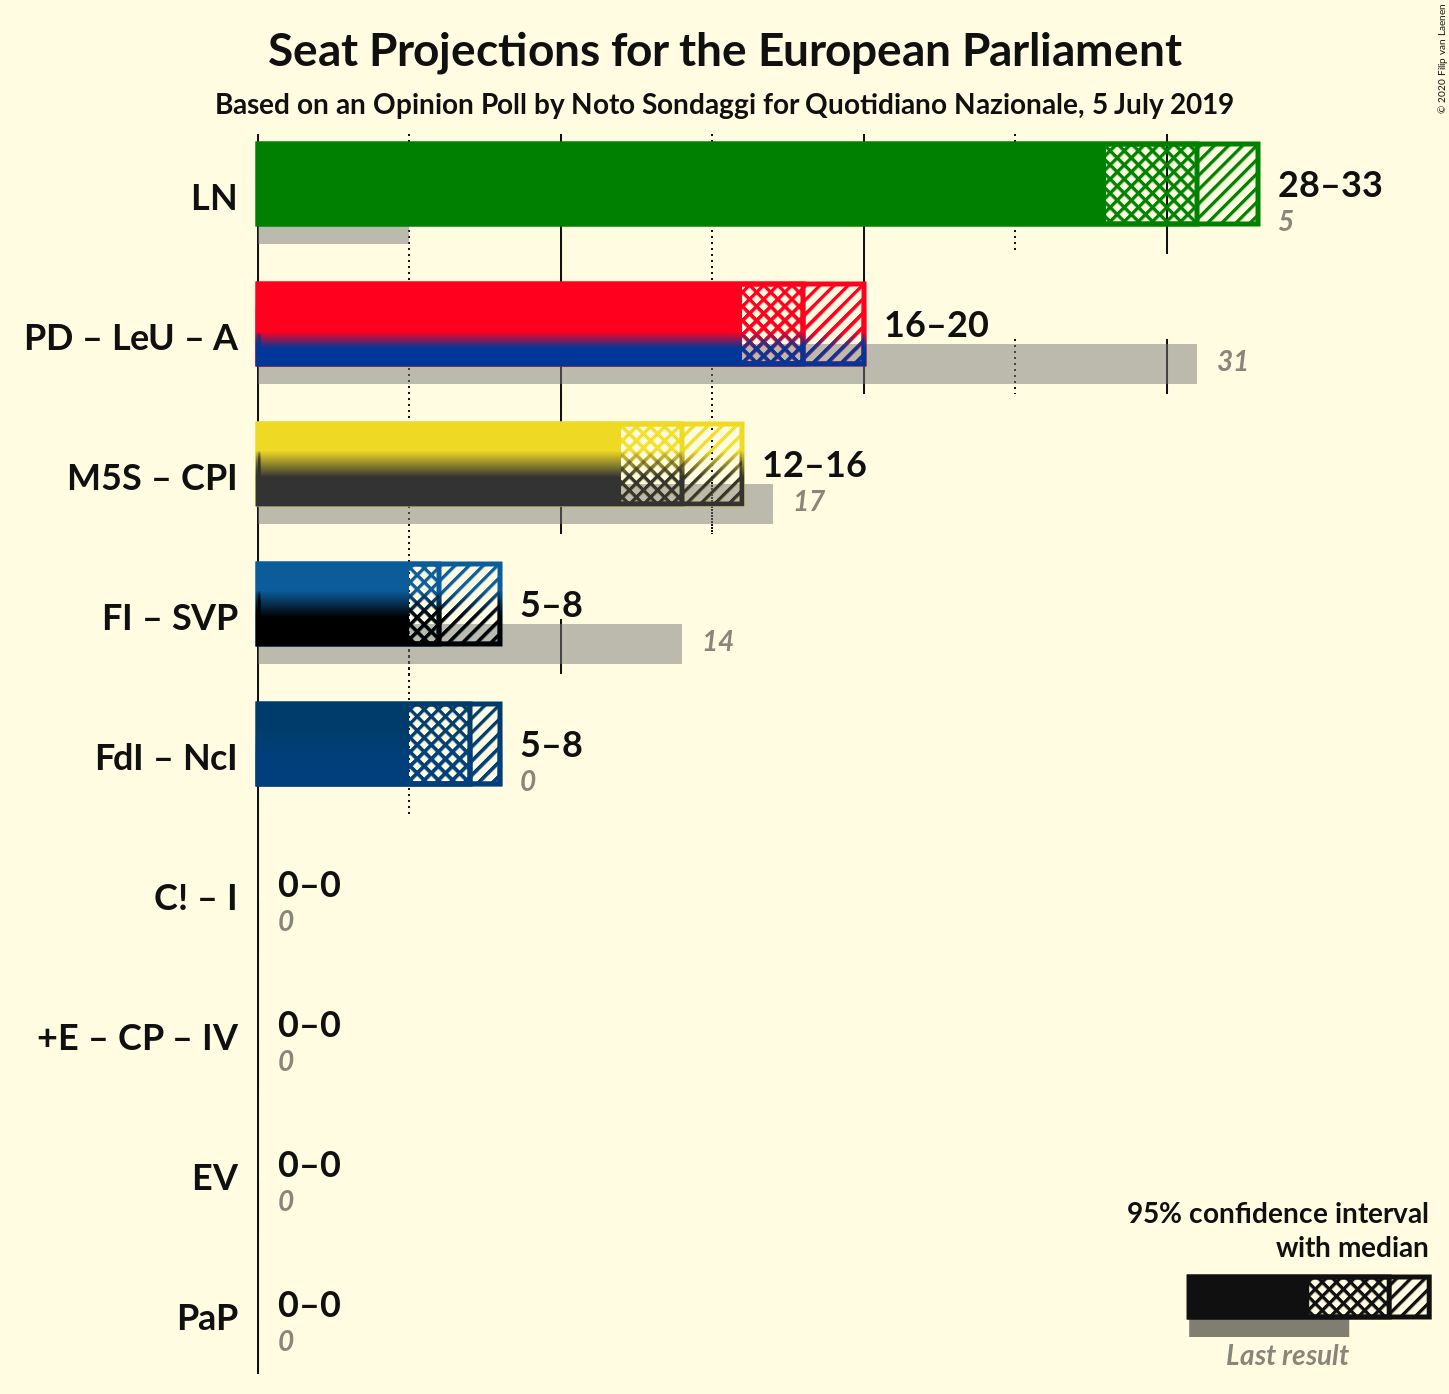 Seat Projections for the European Parliament
Based on an Opinion Poll by Noto Sondaggi for Quotidiano Nazionale, 5 July 2019
© 2020 Filip van Laenen
LN
28–33
5
PD – LeU – A
16–20
31
M5S – CPI
12–16
17
FI – SVP
5–8
14
FdI – NcI
5–8
0
C! – I
0–0
0
+E – CP – IV
0–0
0
EV
0–0
0
PaP
0–0
0
95% confidence interval
with median
Last result